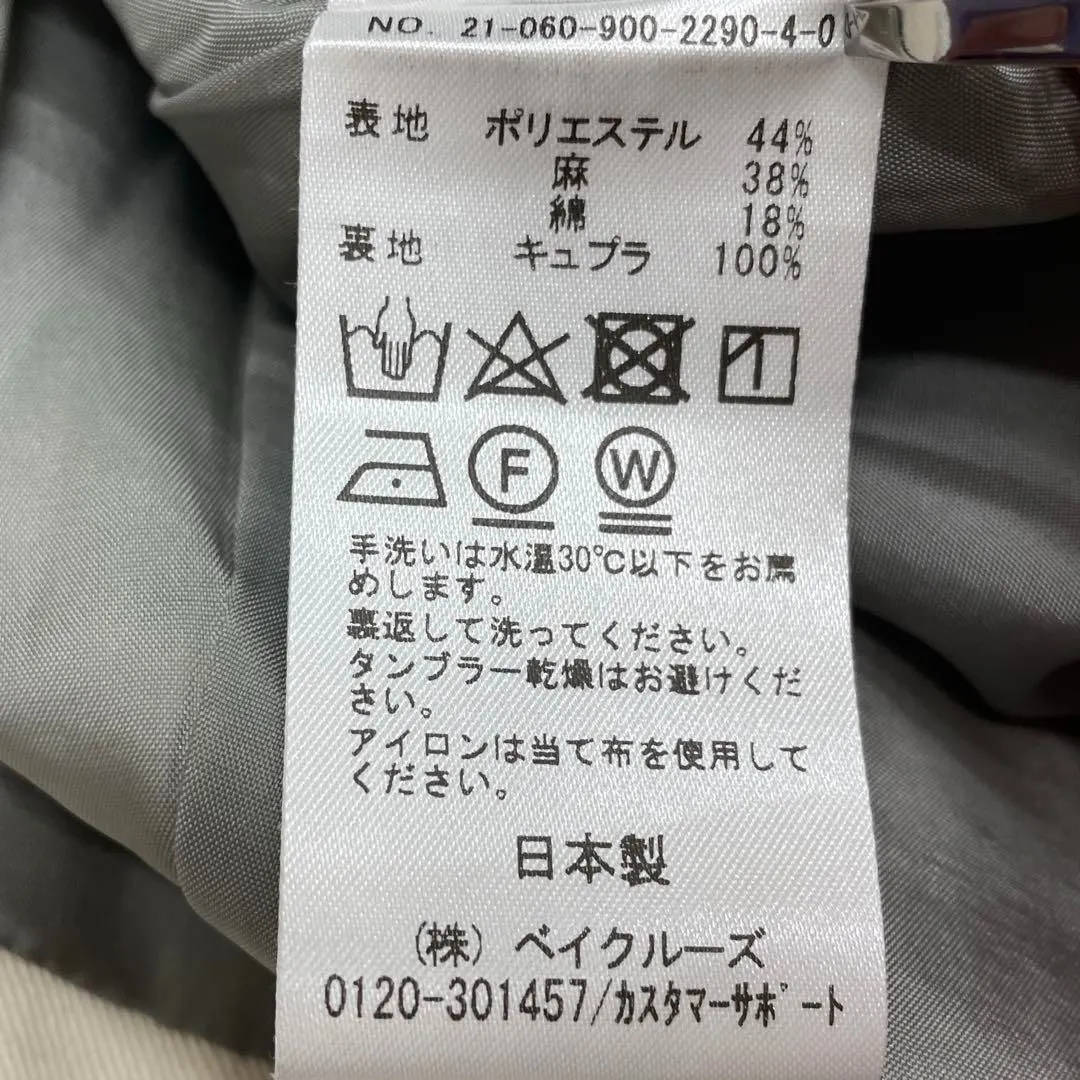 NO. 21-060-900-2290-4-0
表地 ポリエステル 44%
麻 38%
綿 18%
裏地 キュプラ 100%
F W
手洗いは水温30℃以下をお薦
めします。
裏返して洗ってください。
タンブラー乾燥はお避けくだ
さい。
アイロンは当て布を使用して
ください。
日本製
(株) ベイクルーズ
0120-301457/カスタマーサポート